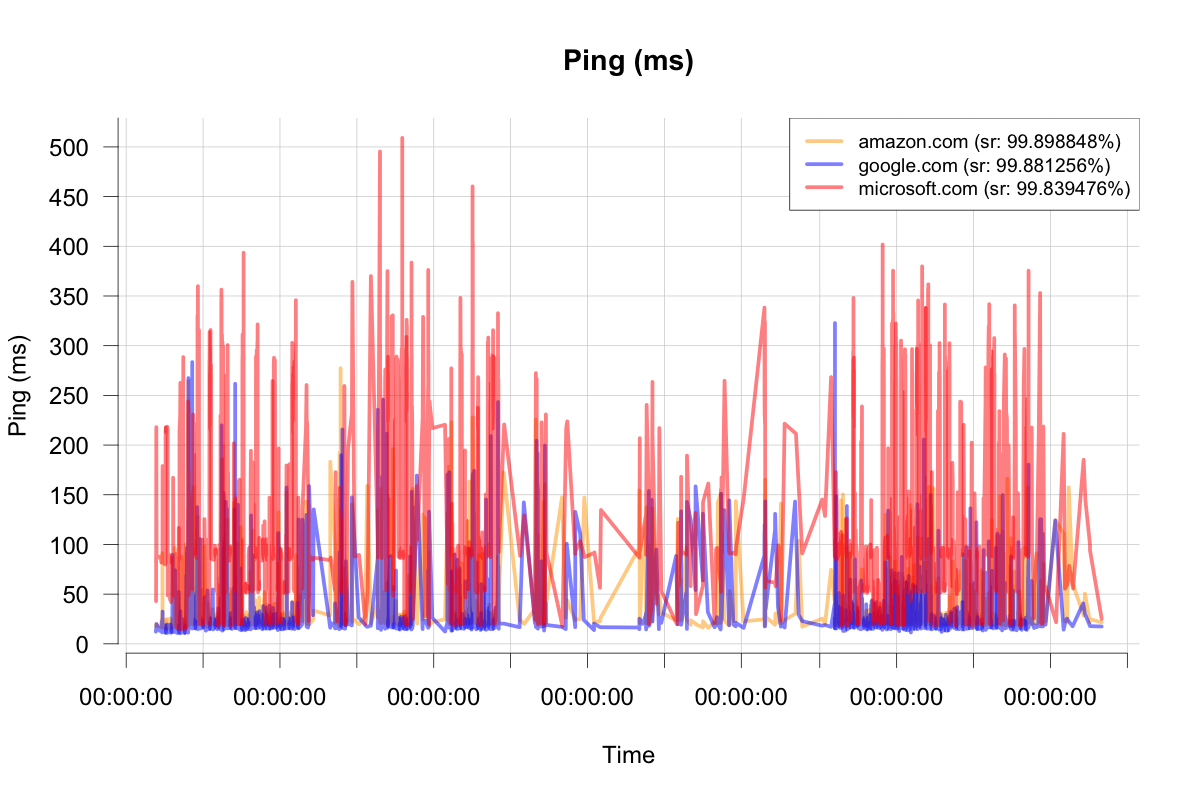 Ping (ms)
amazon.com (sr: 99.898848%)
google.com (sr: 99.881256%)
microsoft.com (sr: 99.839476%)
500
450
400
350
300
250
200
150
100
50
0
Ping (ms)
00:00:00 00:00:00 00:00:00 00:00:00 00:00:00 00:00:00 00:00:00
Time